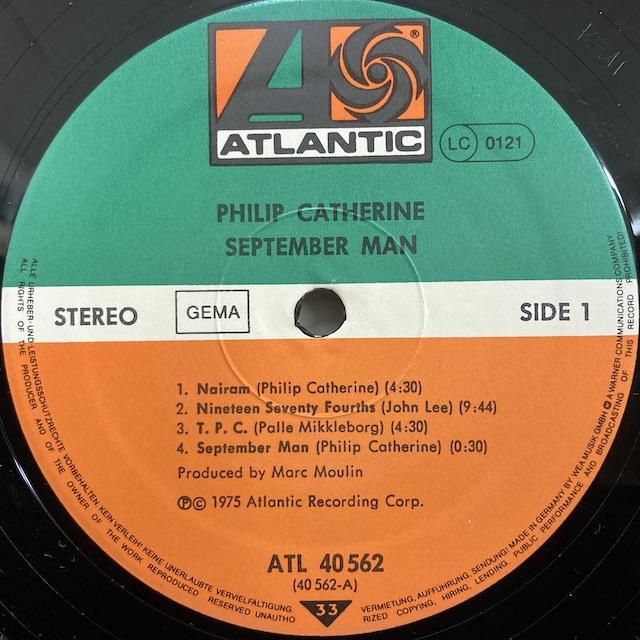 ATLANTIC
®
LC 0121
PHILIP CATHERINE
SEPTEMBER MAN
STEREO
GEMA
SIDE 1
1. Nairam (Philip Catherine) (4:30)
2. Nineteen Seventy Fourths (John Lee) (9:44)
3. T. P. C. (Palle Mikkleborg) (4:30)
4. September Man (Philip Catherine) (0:30)
Produced by Marc Moulin
℗© 1975 Atlantic Recording Corp.
ATL 40 562
(40 562-A)
33
ALLE URHEBER- UND LEISTUNGSSCHUTZRECHTE VORBEHALTEN. KEIN VERLEIH! KEINE UNERLAUBTE VERVIELFÄLTIGUNG, VERMIETUNG, AUFFÜHRUNG, SENDUNG! MADE IN GERMANY BY WEA MUSIK GMBH A WARNER COMMUNICATIONS COMPANY
ALL RIGHTS OF THE PRODUCER AND OF THE OWNER OF THE WORK REPRODUCED RESERVED UNAUTHORIZED COPYING, HIRING, LENDING PUBLIC PERFORMANCE AND BROADCASTING OF THIS RECORD PROHIBITED!